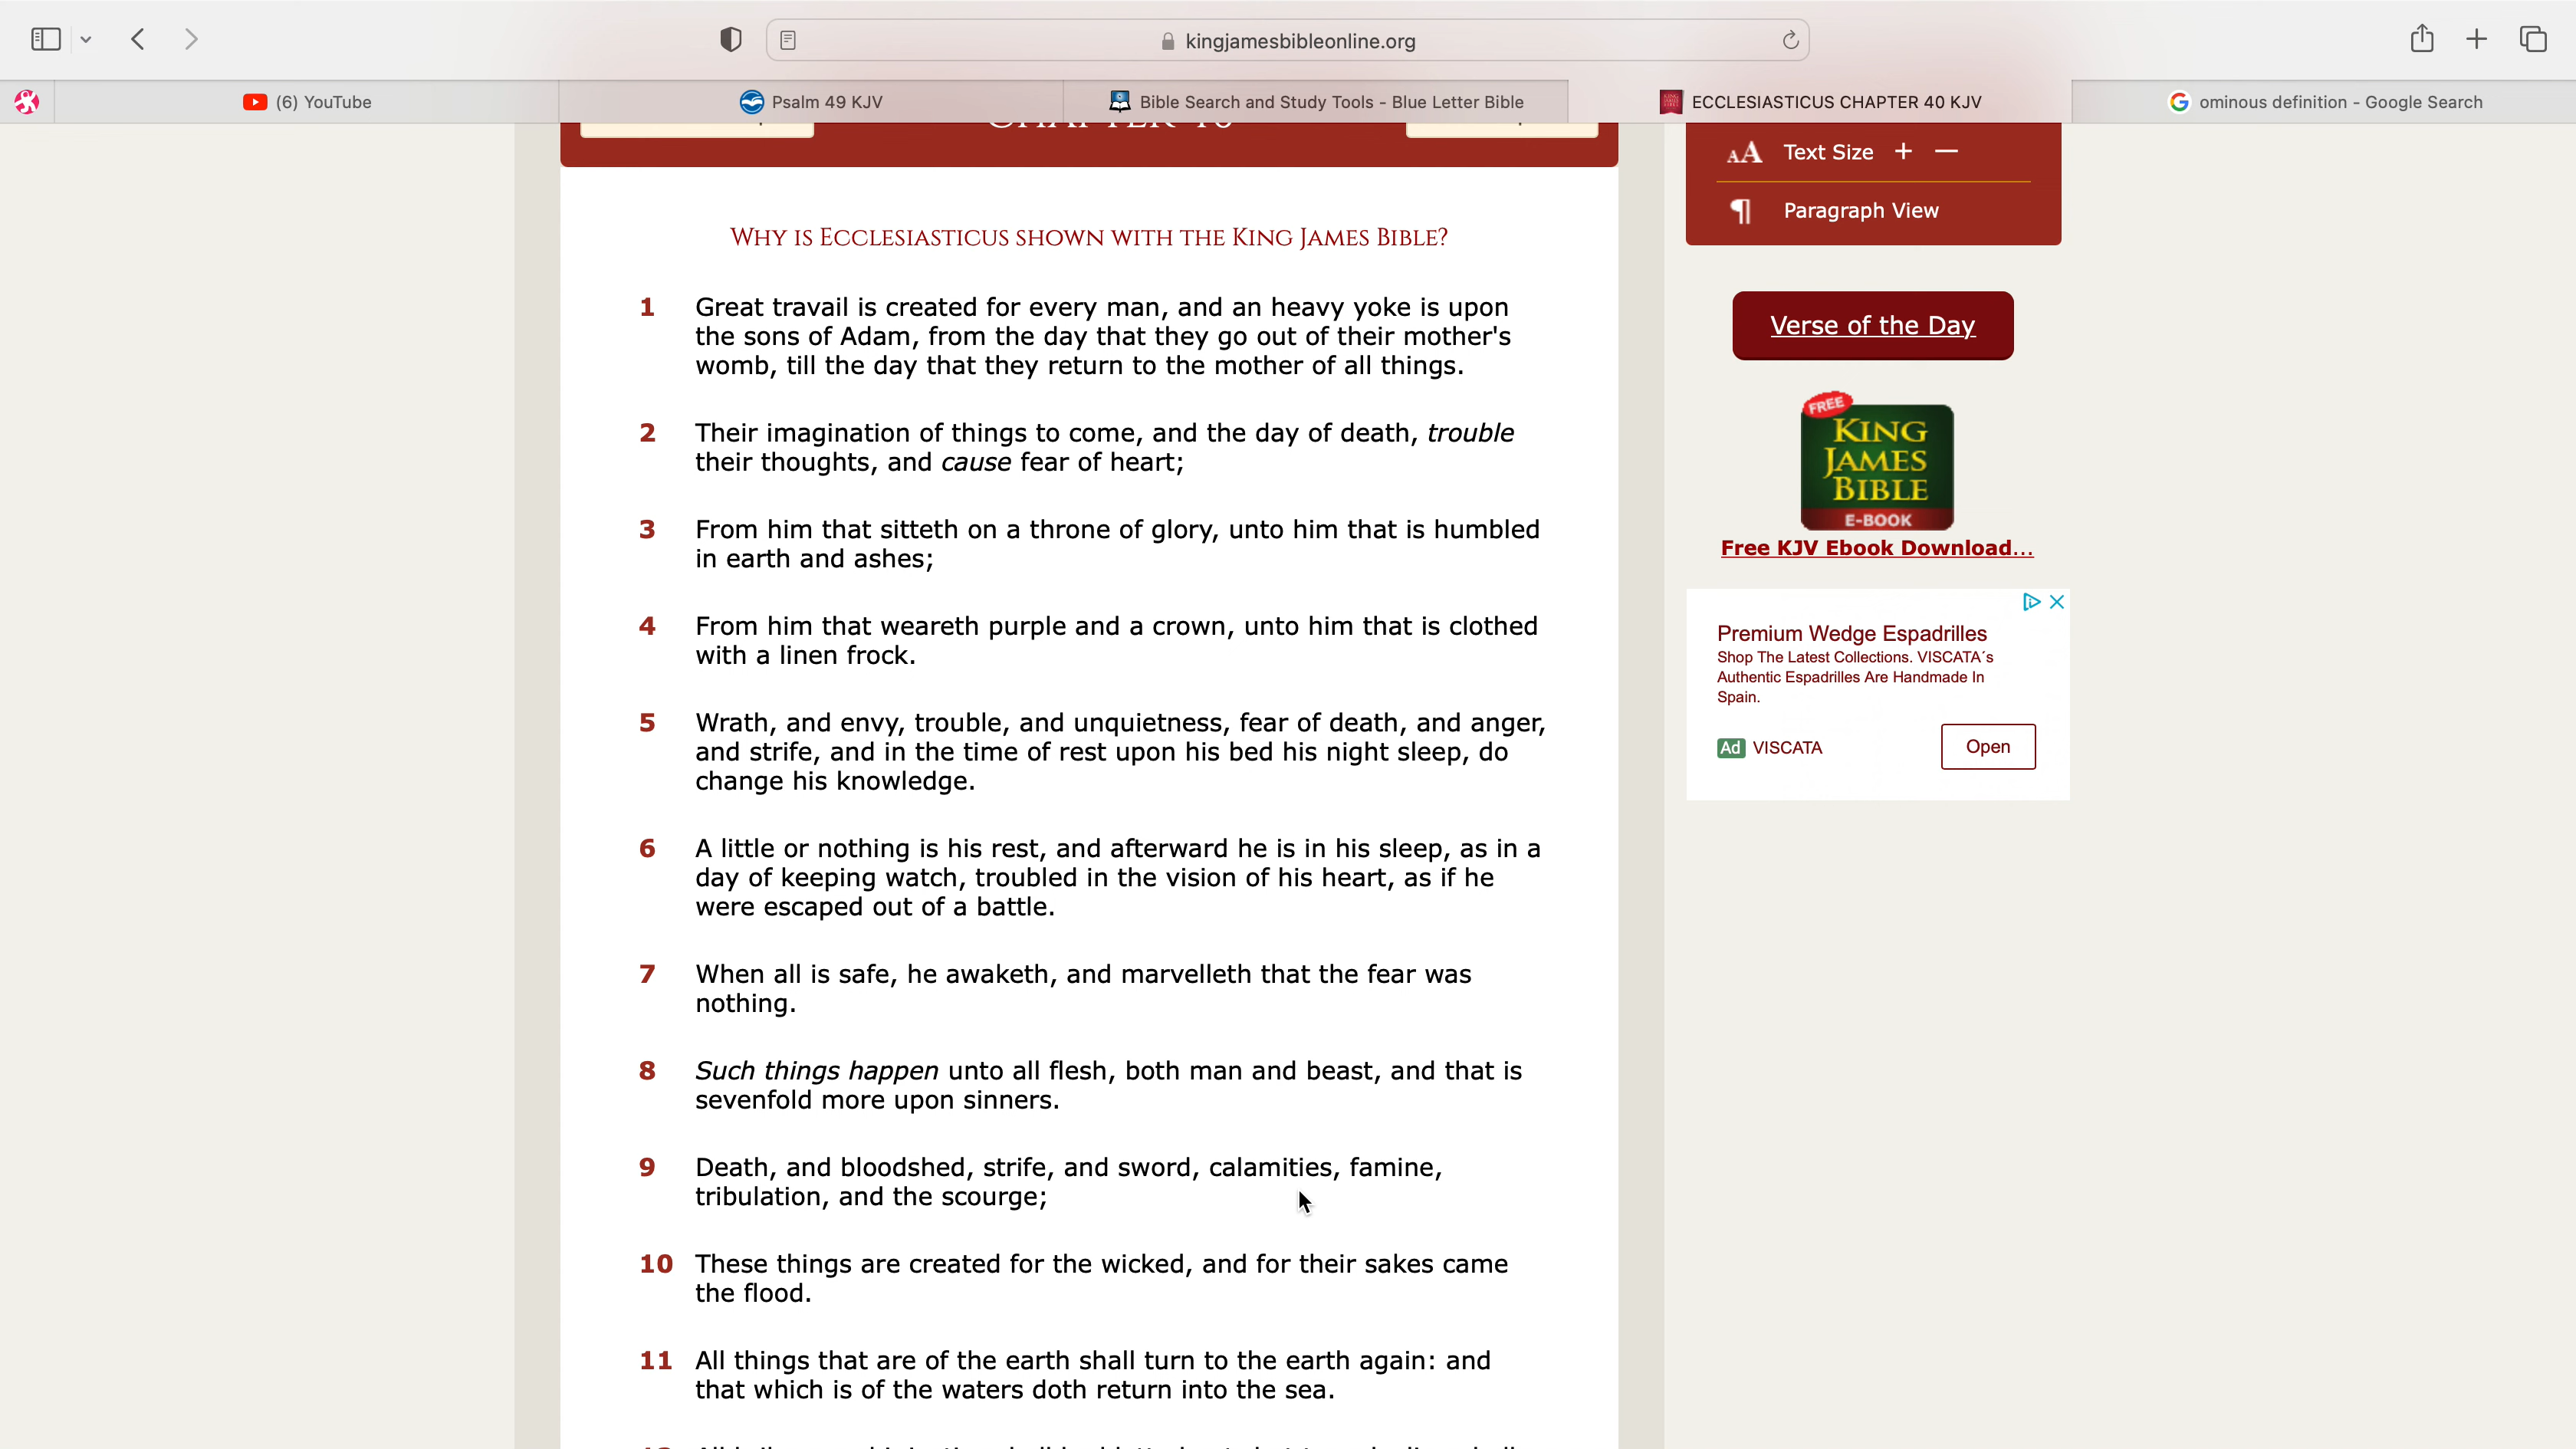 kingjamesbibleonline.org
(6) YouTube
Psalm 49 KJV
Bible Search and Study Tools - Blue Letter Bible
ECCLESIASTICUS CHAPTER 40 KJV
ominous definition - Google Search
AA Text Size + —
¶ Paragraph View
WHY IS ECCLESIASTICUS SHOWN WITH THE KING JAMES BIBLE?
1 Great travail is created for every man, and an heavy yoke is upon
the sons of Adam, from the day that they go out of their mother's
womb, till the day that they return to the mother of all things.
2 Their imagination of things to come, and the day of death, trouble
their thoughts, and cause fear of heart;
3 From him that sitteth on a throne of glory, unto him that is humbled
in earth and ashes;
4 From him that weareth purple and a crown, unto him that is clothed
with a linen frock.
5 Wrath, and envy, trouble, and unquietness, fear of death, and anger,
and strife, and in the time of rest upon his bed his night sleep, do
change his knowledge.
6 A little or nothing is his rest, and afterward he is in his sleep, as in a
day of keeping watch, troubled in the vision of his heart, as if he
were escaped out of a battle.
7 When all is safe, he awaketh, and marvelleth that the fear was
nothing.
8 Such things happen unto all flesh, both man and beast, and that is
sevenfold more upon sinners.
9 Death, and bloodshed, strife, and sword, calamities, famine,
tribulation, and the scourge;
10 These things are created for the wicked, and for their sakes came
the flood.
11 All things that are of the earth shall turn to the earth again: and
that which is of the waters doth return into the sea.
Verse of the Day
FREE
KING
JAMES
BIBLE
E-BOOK
Free KJV Ebook Download...
Premium Wedge Espadrilles
Shop The Latest Collections. VISCATA´s
Authentic Espadrilles Are Handmade In
Spain.
Ad VISCATA
Open